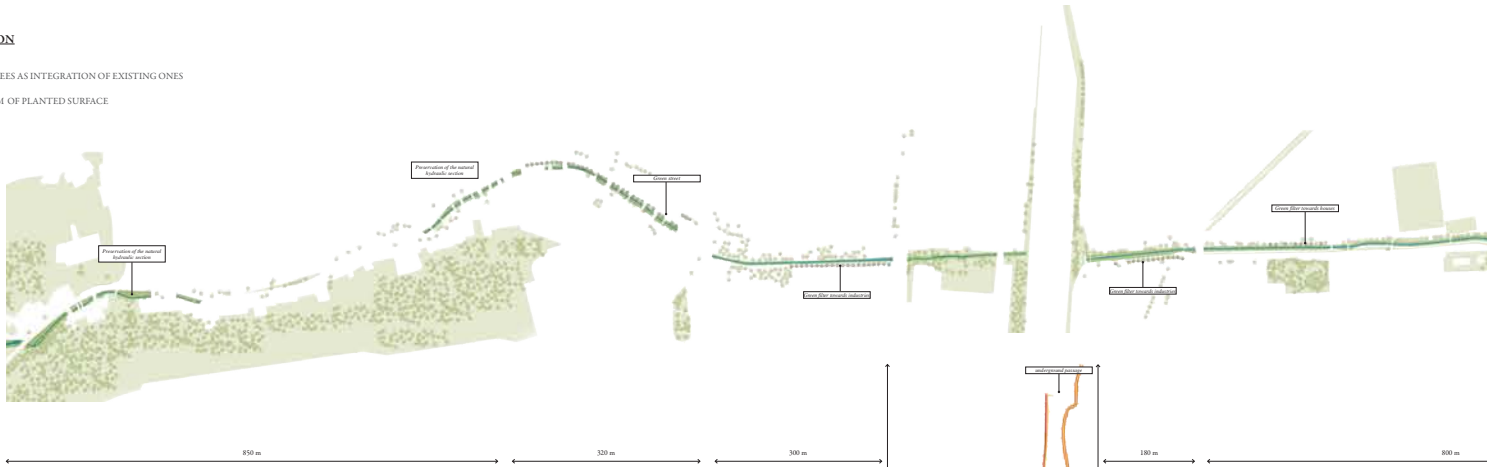 ON
EES AS INTEGRATION OF EXISTING ONES
M OF PLANTED SURFACE
Preservation of the natural
hydraulic section
Green street
Green filter towards houses
Preservation of the natural
hydraulic section
Green filter towards industries
Green filter towards industries
underground passage
850 m
320 m
300 m
180 m
800 m